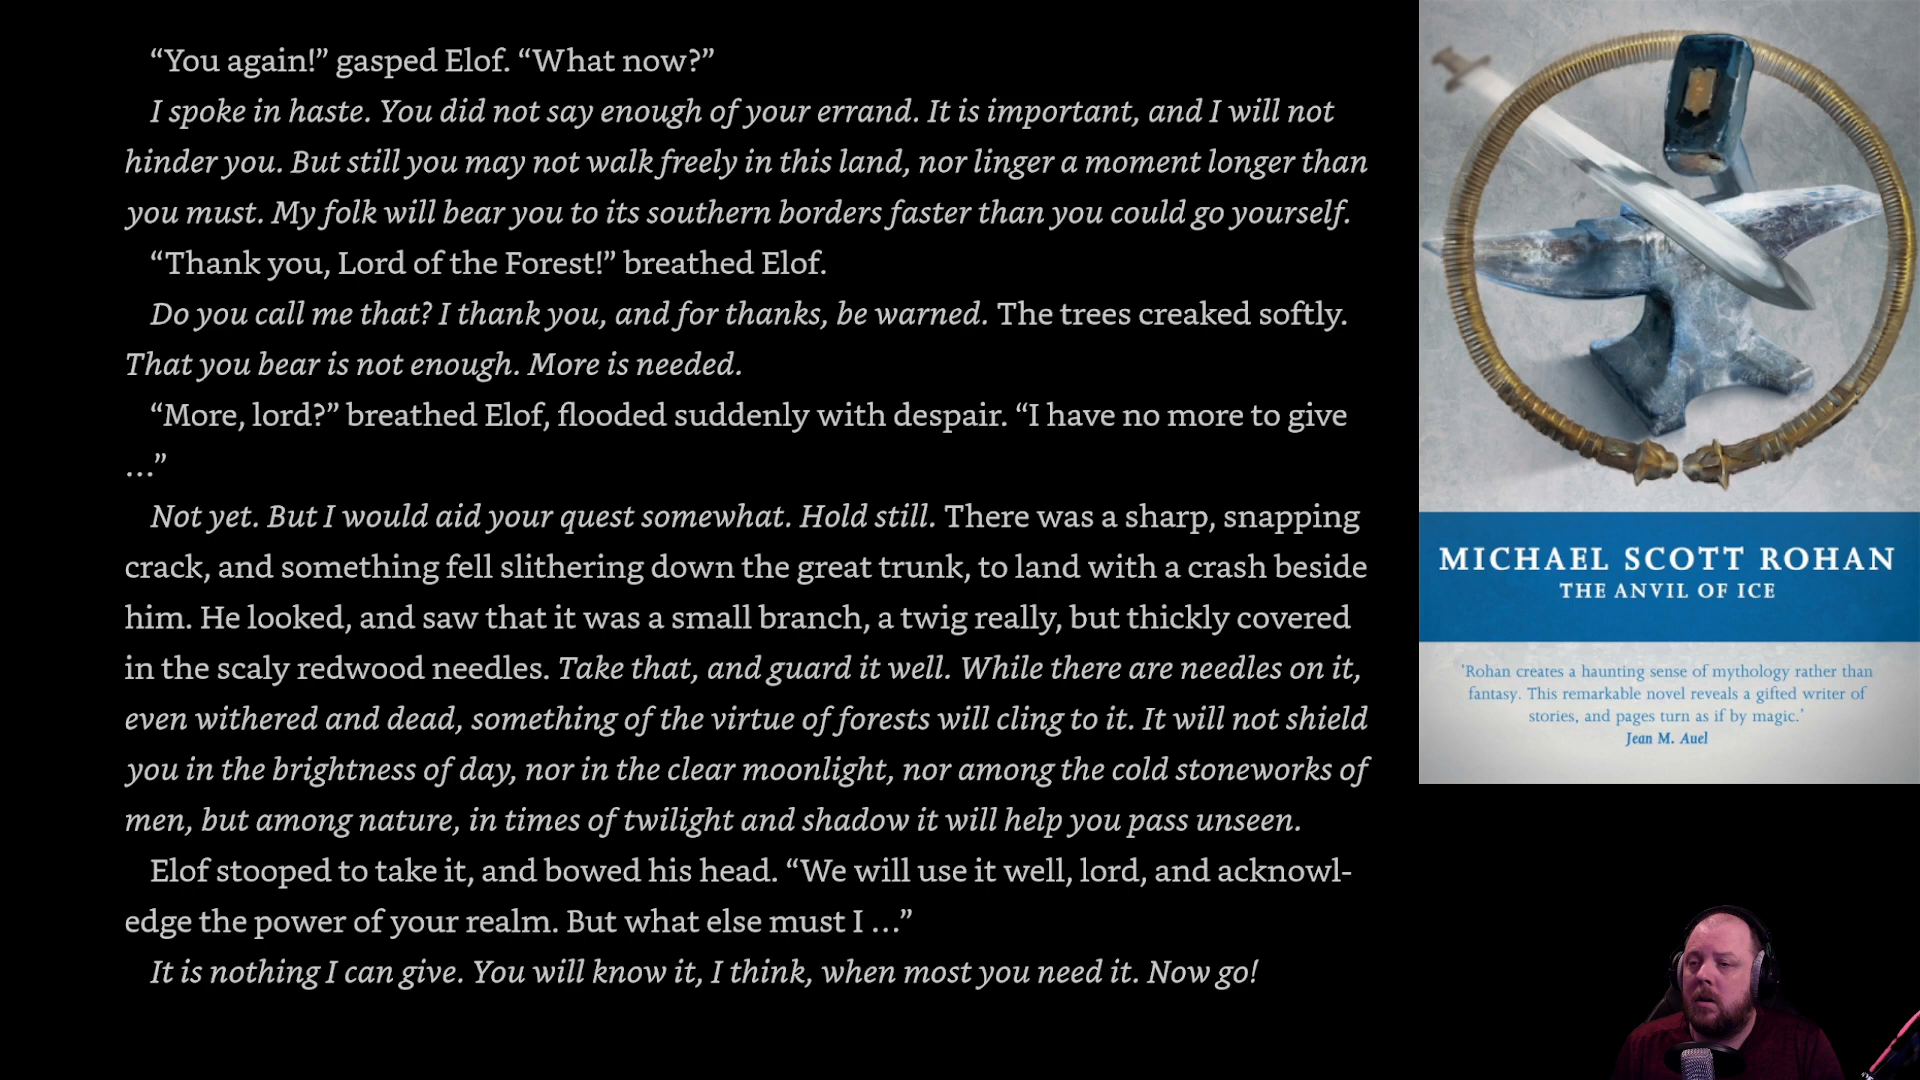 “You again!” gasped Elof. “What now?”
I spoke in haste. You did not say enough of your errand. It is important, and I will not
hinder you. But still you may not walk freely in this land, nor linger a moment longer than
you must. My folk will bear you to its southern borders faster than you could go yourself.
“Thank you, Lord of the Forest!” breathed Elof.
Do you call me that? I thank you, and for thanks, be warned. The trees creaked softly.
That you bear is not enough. More is needed.
“More, lord?” breathed Elof, flooded suddenly with despair. “I have no more to give
…”
Not yet. But I would aid your quest somewhat. Hold still. There was a sharp, snapping
crack, and something fell slithering down the great trunk, to land with a crash beside
him. He looked, and saw that it was a small branch, a twig really, but thickly covered
in the scaly redwood needles. Take that, and guard it well. While there are needles on it,
even withered and dead, something of the virtue of forests will cling to it. It will not shield
you in the brightness of day, nor in the clear moonlight, nor among the cold stoneworks of
men, but among nature, in times of twilight and shadow it will help you pass unseen.
Elof stooped to take it, and bowed his head. “We will use it well, lord, and acknowl-
edge the power of your realm. But what else must I …”
It is nothing I can give. You will know it, I think, when most you need it. Now go!
MICHAEL SCOTT ROHAN
THE ANVIL OF ICE
‘Rohan creates a haunting sense of mythology rather than
fantasy. This remarkable novel reveals a gifted writer of
stories, and pages turn as if by magic.’
Jean M. Auel